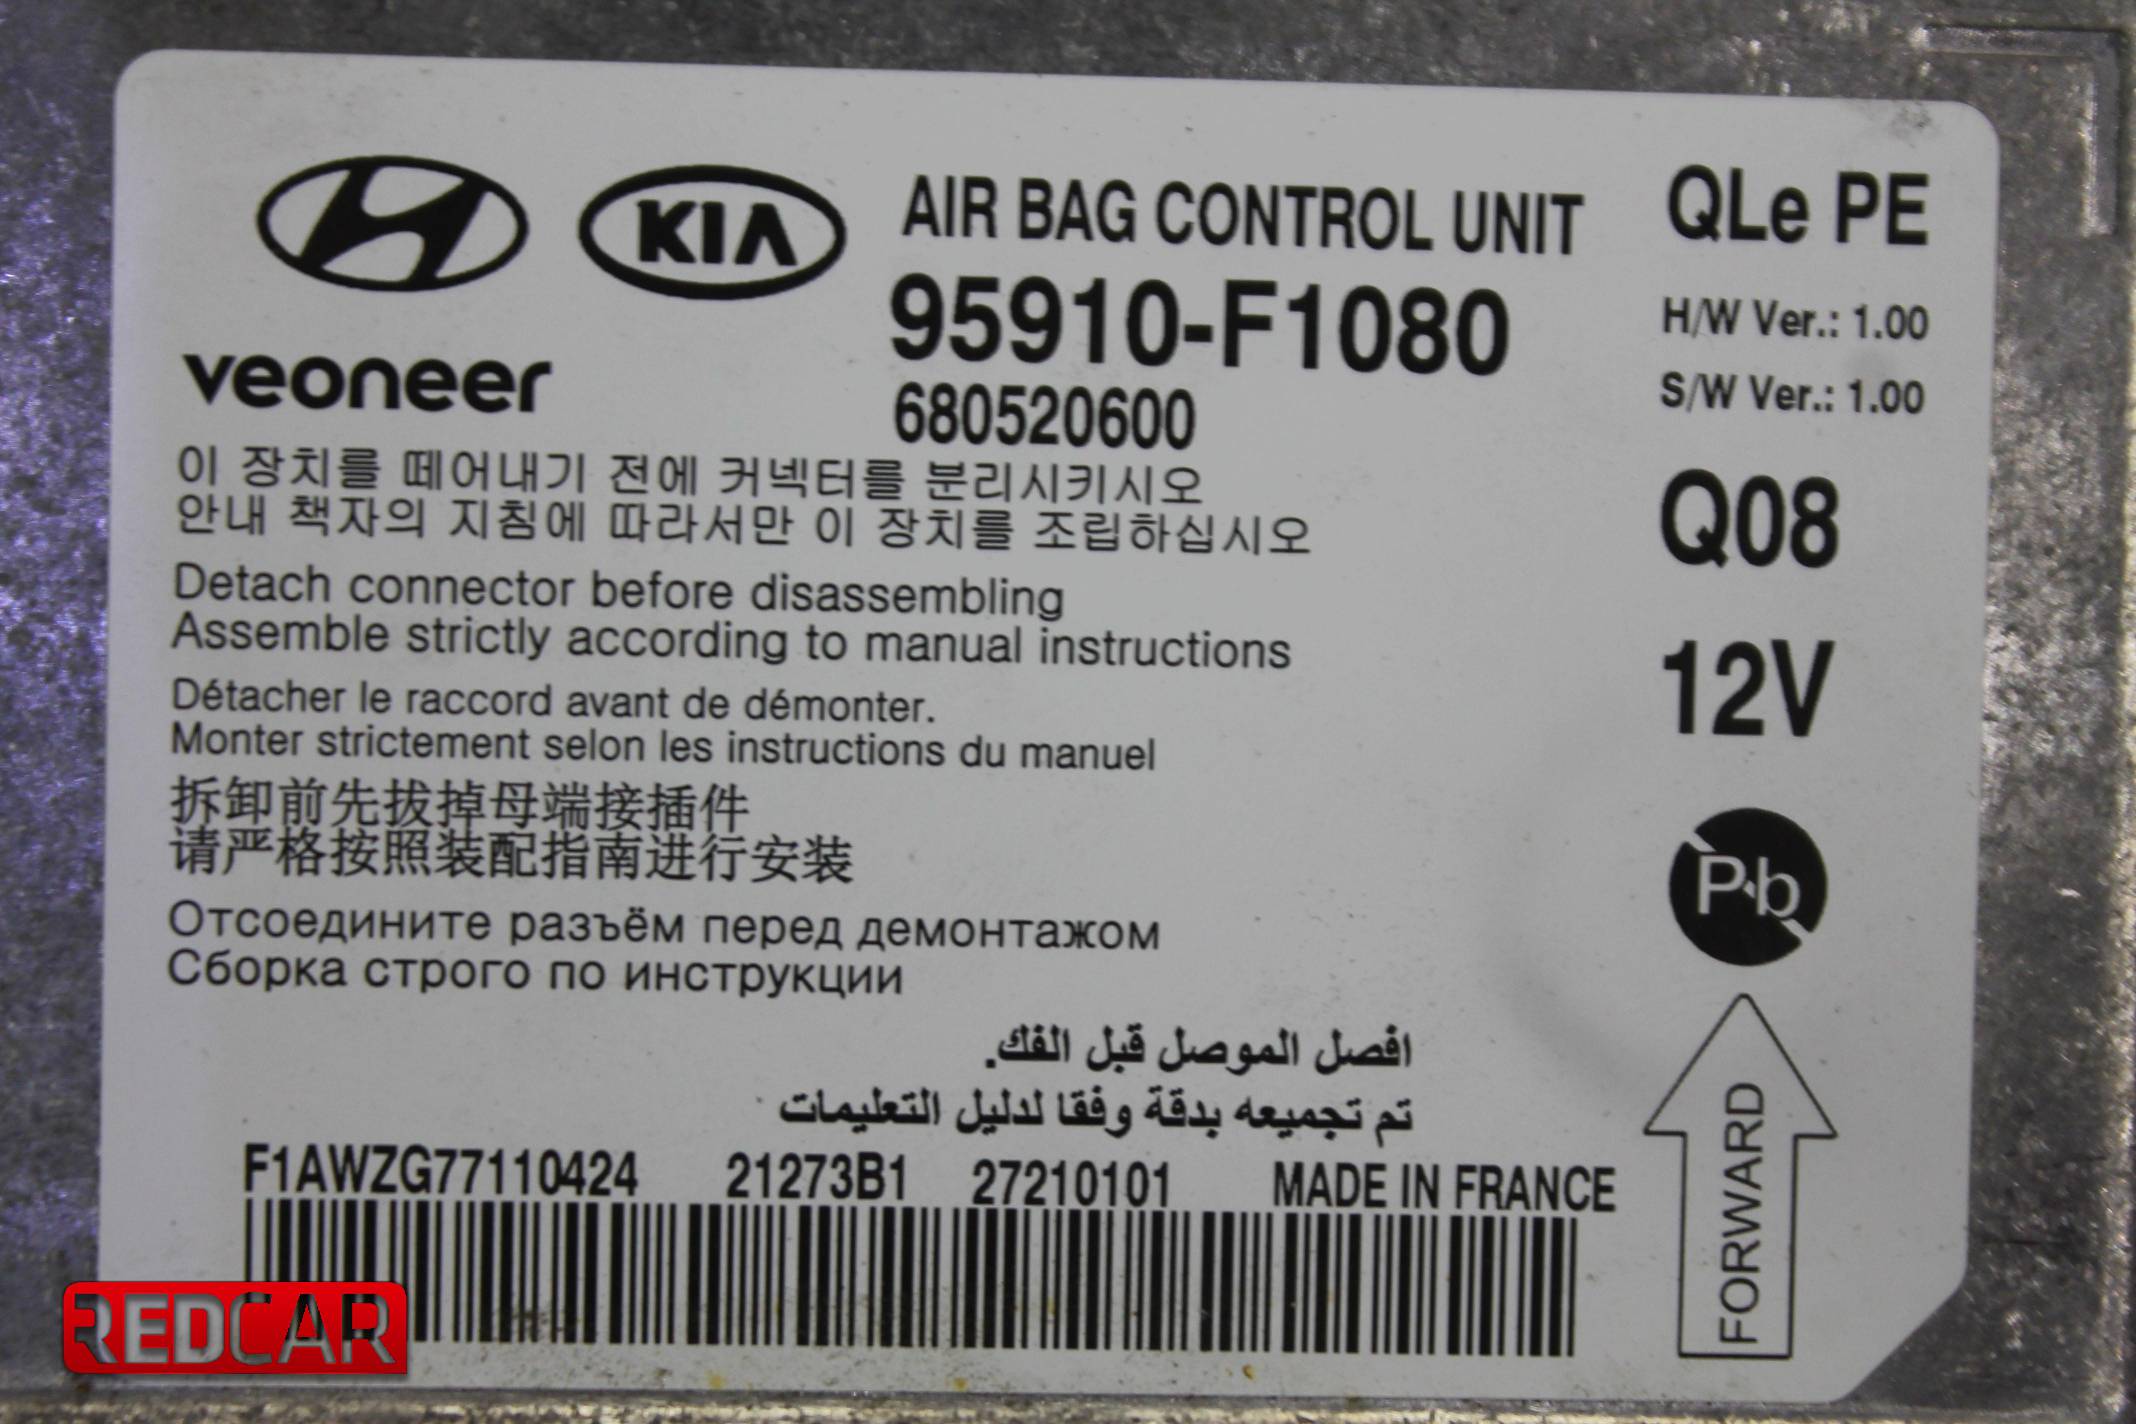 KIA
AIR BAG CONTROL UNIT
QLe PE
95910-F1080
H/W Ver.: 1.00
veoneer
680520600
S/W Ver.: 1.00
이 장치를 떼어내기 전에 커넥터를 분리시키시오
안내 책자의 지침에 따라서만 이 장치를 조립하십시오
Q08
Detach connector before disassembling
Assemble strictly according to manual instructions
12V
Détacher le raccord avant de démonter.
Monter strictement selon les instructions du manuel
拆卸前先拔掉母端接插件
请严格按照装配指南进行安装
Pb
Отсоедините разъём перед демонтажом
Сборка строго по инструкции
افصل الموصل قبل الفك.
تم تجميعه بدقة وفقا لدليل التعليمات
F1AWZG77110424 21273B1 27210101 MADE IN FRANCE
FORWARD
REDCAR